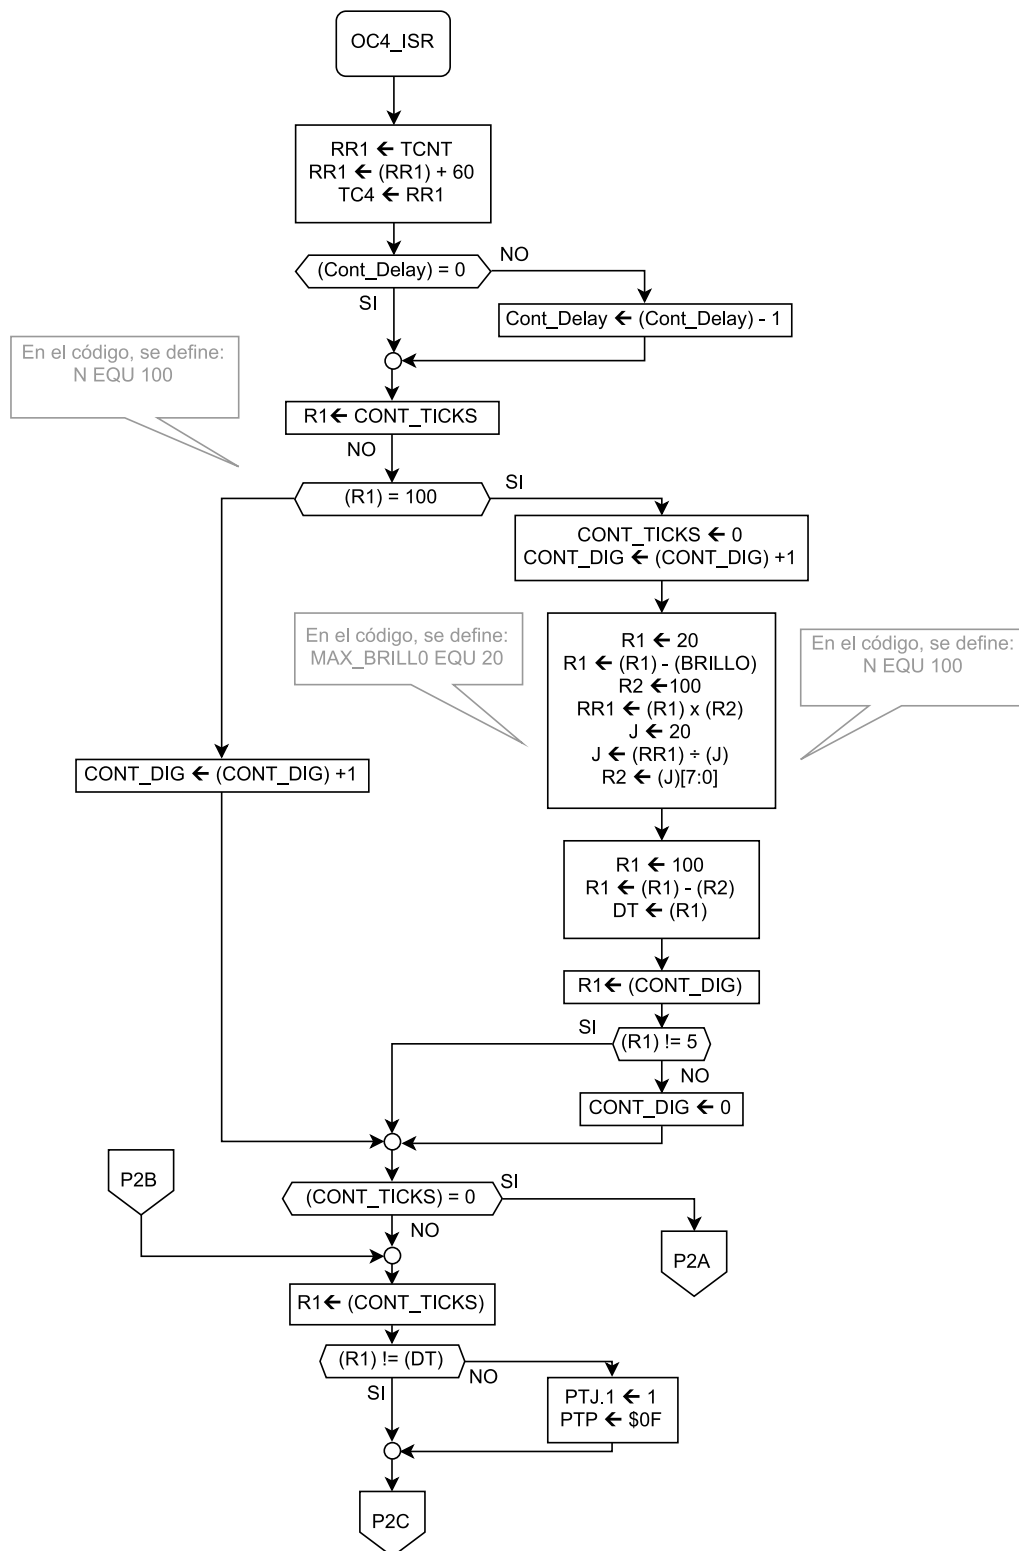 OC4_ISR
RR1 ← TCNT
RR1 ← (RR1) + 60
TC4 ← RR1
(Cont_Delay) = 0
NO
SI
Cont_Delay ← (Cont_Delay) - 1
En el código, se define:
N EQU 100
R1← CONT_TICKS
NO
(R1) = 100
SI
CONT_TICKS ← 0
CONT_DIG ← (CONT_DIG) +1
En el código, se define:
MAX_BRILL0 EQU 20
R1 ← 20
R1 ← (R1) - (BRILLO)
R2 ←100
RR1 ← (R1) x (R2)
J ← 20
J ← (RR1) ÷ (J)
R2 ← (J)[7:0]
En el código, se define:
N EQU 100
CONT_DIG ← (CONT_DIG) +1
R1 ← 100
R1 ← (R1) - (R2)
DT ← (R1)
R1← (CONT_DIG)
SI
(R1) != 5
NO
CONT_DIG ← 0
P2B
(CONT_TICKS) = 0
SI
NO
P2A
R1← (CONT_TICKS)
(R1) != (DT)
NO
SI
PTJ.1 ← 1
PTP ← $0F
P2C